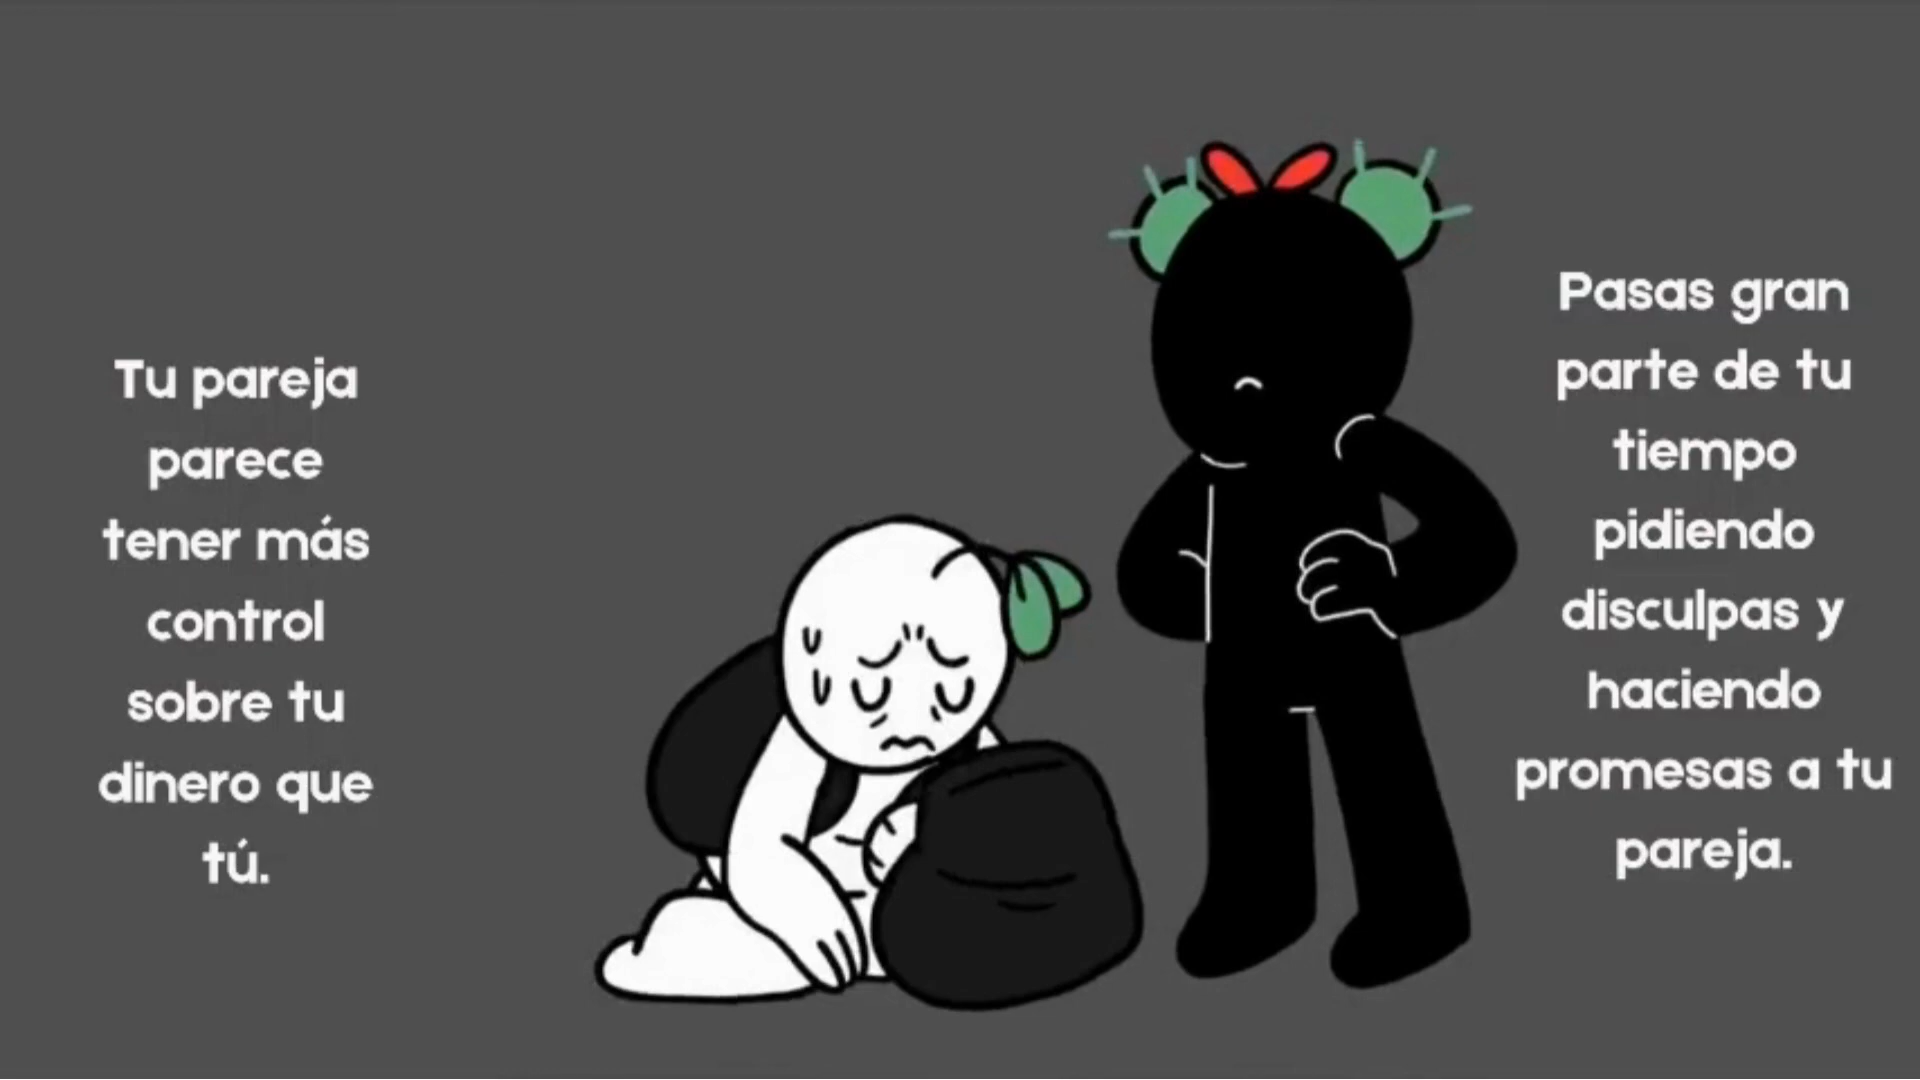 Tu pareja
parece
tener más
control
sobre tu
dinero que
tú.
Pasas gran
parte de tu
tiempo
pidiendo
disculpas y
haciendo
promesas a tu
pareja.